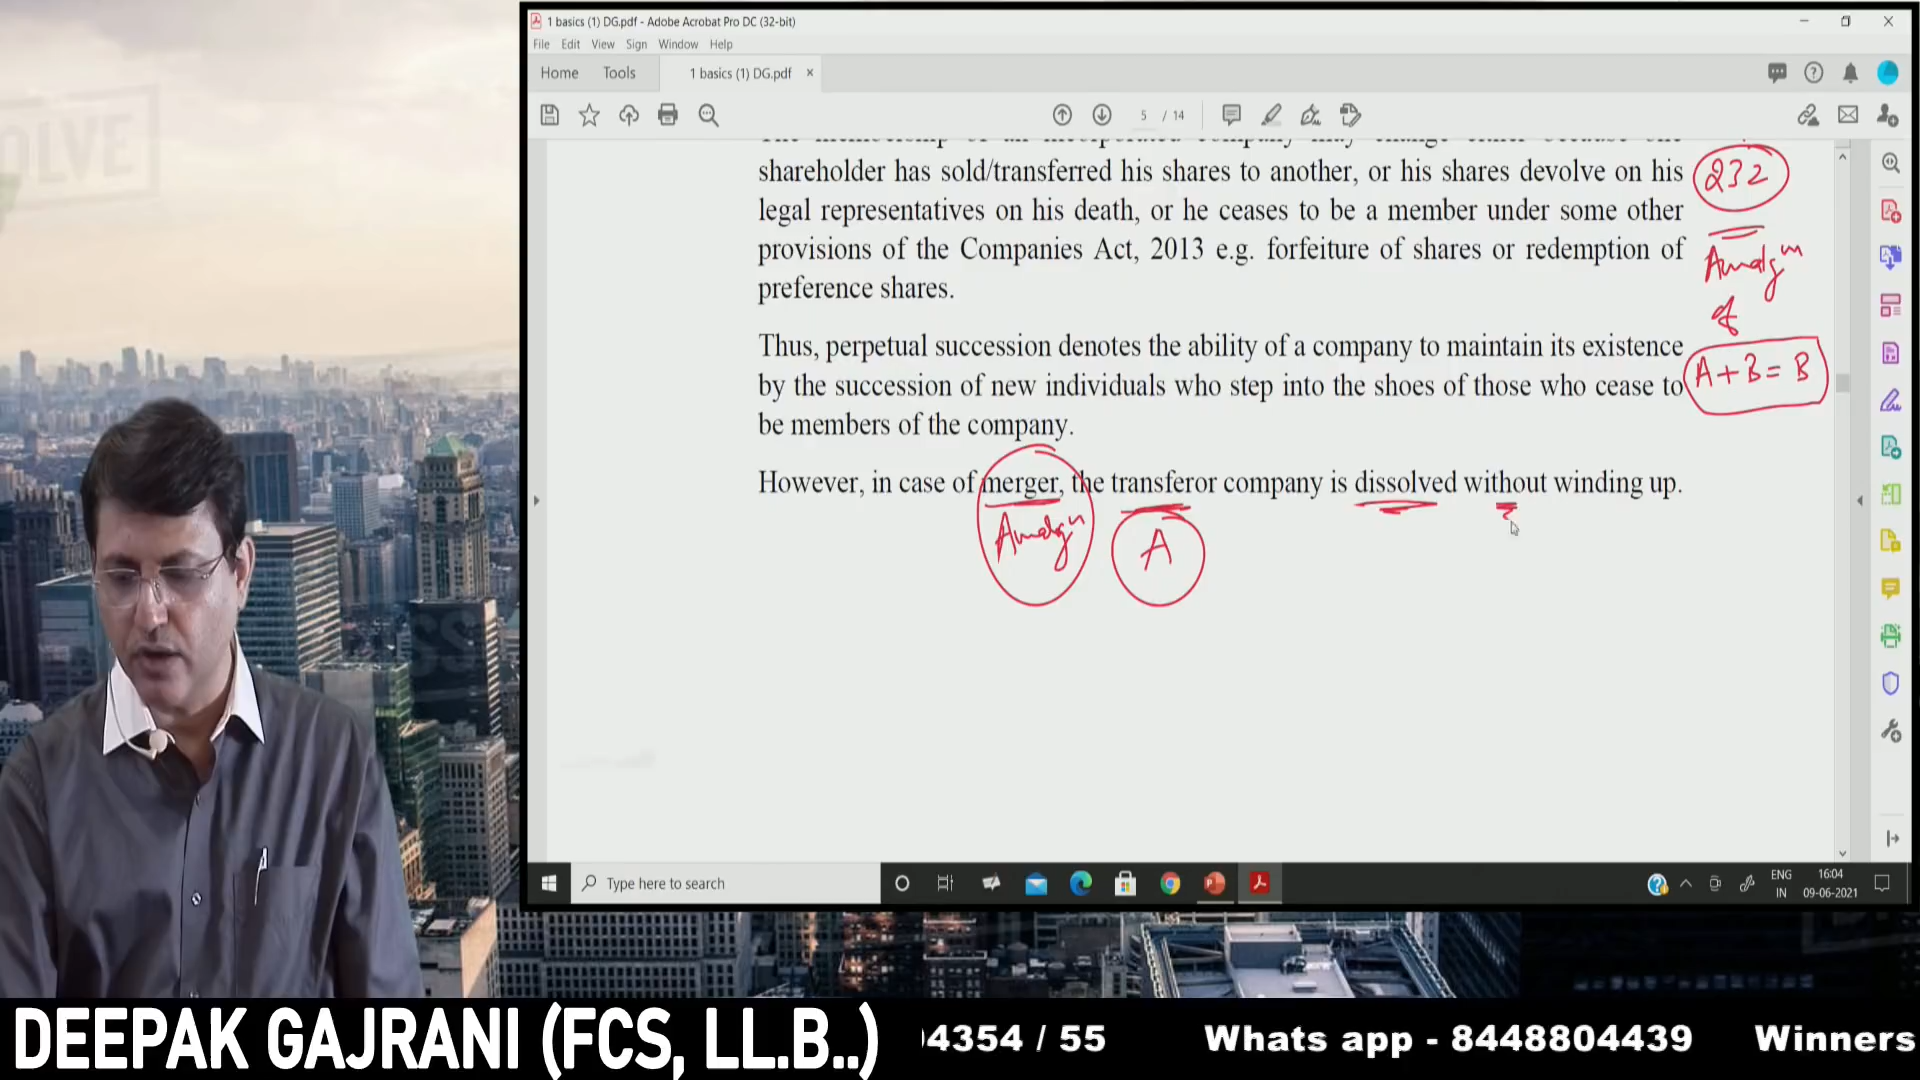 1 basics (1) DG.pdf - Adobe Acrobat Pro DC (32-bit)
File Edit View Sign Window Help
Home Tools 1 basics (1) DG.pdf ×
5 / 14
shareholder has sold/transferred his shares to another, or his shares devolve on his
legal representatives on his death, or he ceases to be a member under some other
provisions of the Companies Act, 2013 e.g. forfeiture of shares or redemption of
preference shares.
232
Amalgn
of
A+B=B
Thus, perpetual succession denotes the ability of a company to maintain its existence
by the succession of new individuals who step into the shoes of those who cease to
be members of the company.
However, in case of merger, the transferor company is dissolved without winding up.
Amalgn
A
Type here to search
ENG
IN
16:04
09-06-2021
OLVE
DEEPAK GAJRANI (FCS, LL.B..)
04354 / 55 Whats app - 8448804439 Winners